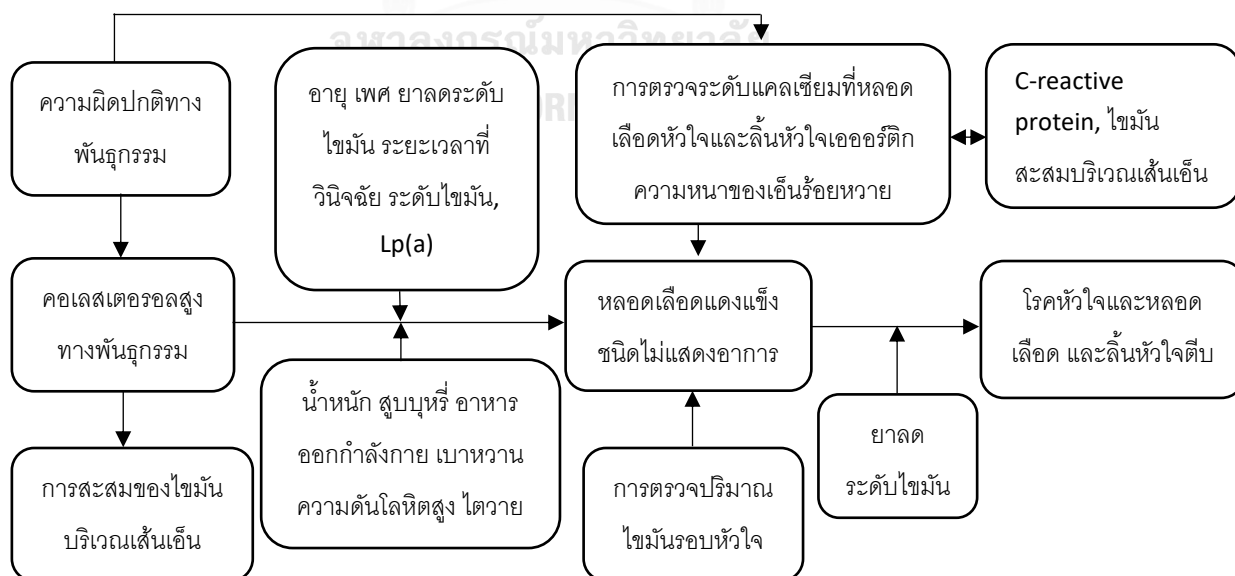 จุฬาลงกรณ์มหาวิทยาลัย
ความผิดปกติทาง
พันธุกรรม
อายุ เพศ ยาลดระดับ
ไขมัน ระยะเวลาที่
วินิจฉัย ระดับไขมัน,
Lp(a)
การตรวจระดับแคลเซียมที่หลอด
เลือดหัวใจและลิ้นหัวใจเอออร์ติก
ความหนาของเอ็นร้อยหวาย
C-reactive
protein, ไขมัน
สะสมบริเวณเส้นเอ็น
คอเลสเตอรอลสูง
ทางพันธุกรรม
หลอดเลือดแดงแข็ง
ชนิดไม่แสดงอาการ
โรคหัวใจและหลอด
เลือด และลิ้นหัวใจตีบ
น้ำหนัก สูบบุหรี่ อาหาร
ออกกำลังกาย เบาหวาน
ความดันโลหิตสูง ไตวาย
ยาลด
ระดับไขมัน
การสะสมของไขมัน
บริเวณเส้นเอ็น
การตรวจปริมาณ
ไขมันรอบหัวใจ